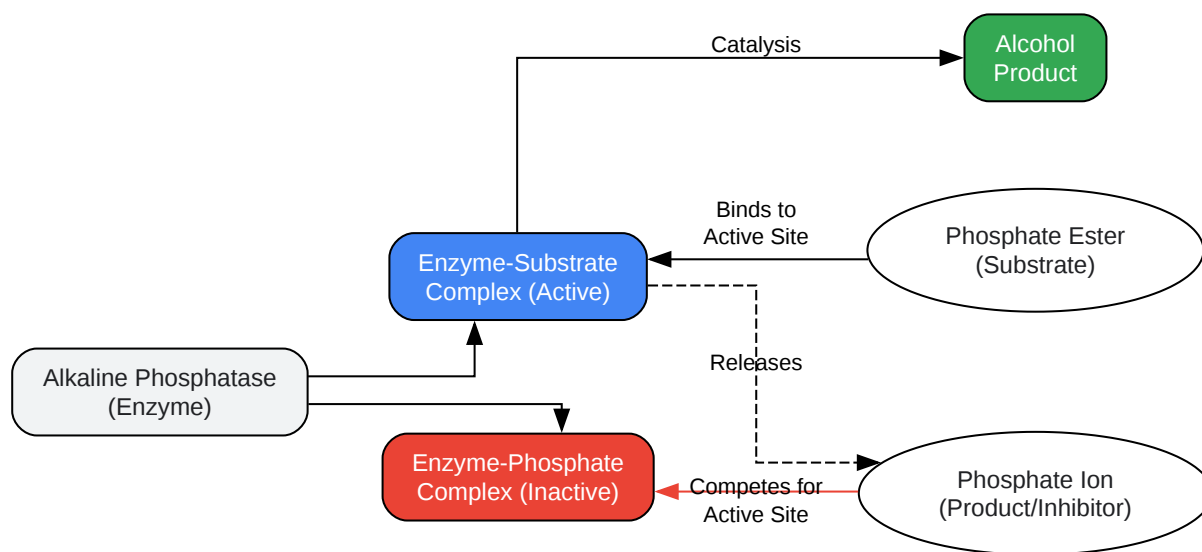 Catalysis
Alcohol
Product
Binds to
Active Site
Phosphate Ester
(Substrate)
Enzyme-Substrate
Complex (Active)
Releases
Alkaline Phosphatase
(Enzyme)
Enzyme-Phosphate
Complex (Inactive)
Competes for
Active Site
Phosphate Ion
(Product/Inhibitor)